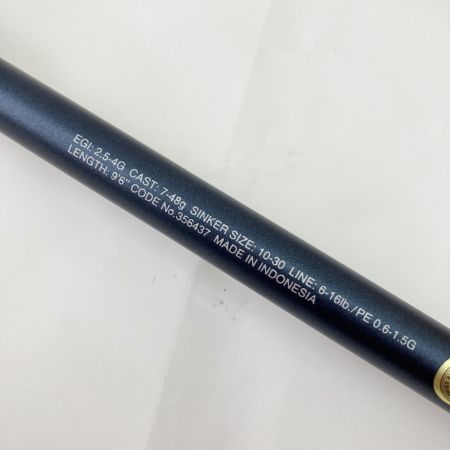 EGI: 2.5-4G CAST: 7-48g SINKER SIZE: 10-30 LINE: 6-16lb./PE 0.6-1.5G
LENGTH: 9'6" CODE No.356437 MADE IN INDONESIA